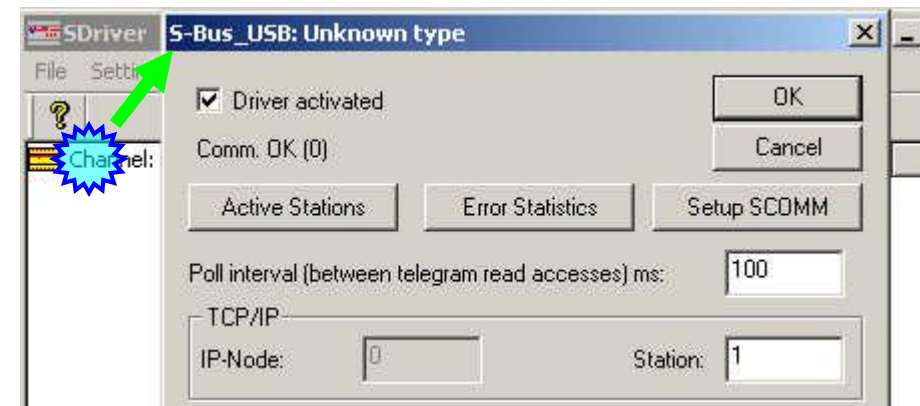 SDriver
S-Bus_USB: Unknown type
File
Driver activated
OK
Comm. OK (0)
Cancel
Channel:
Active Stations
Error Statistics
Setup SCOMM
Poll interval (between telegram read accesses) ms:
100
TCP/IP
IP-Node:
0
Station:
1